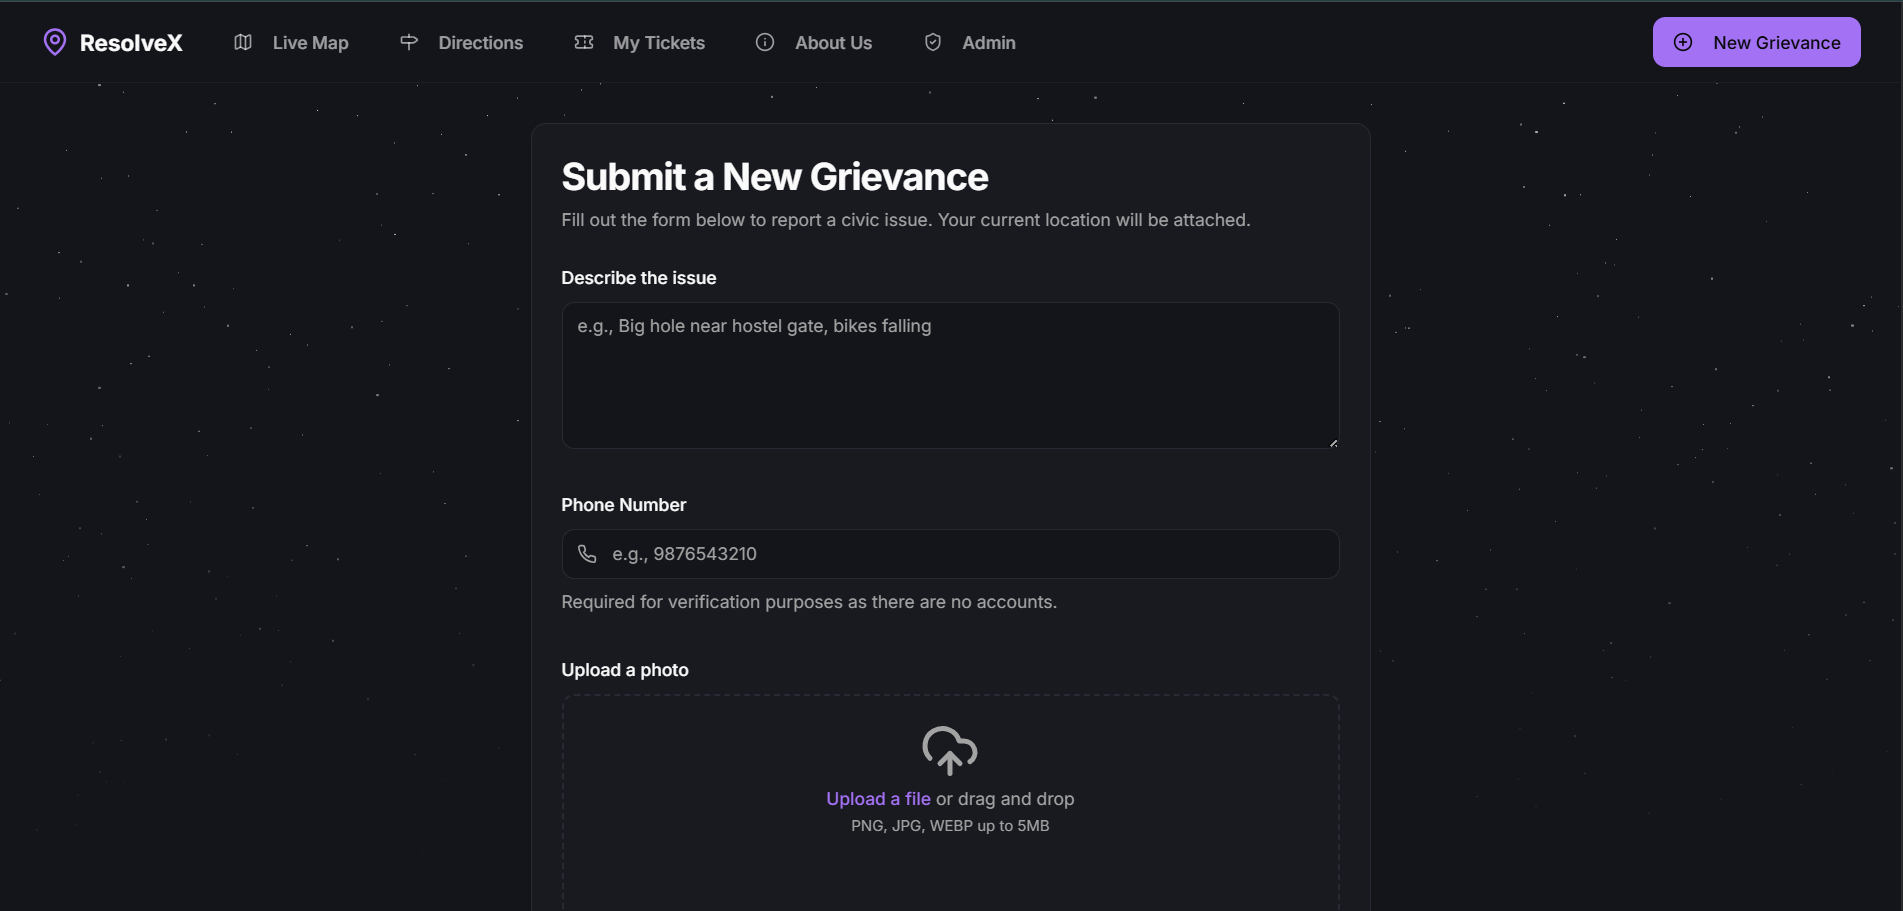 ResolveX
Live Map
Directions
My Tickets
About Us
Admin
New Grievance
Submit a New Grievance
Fill out the form below to report a civic issue. Your current location will be attached.
Describe the issue
e.g., Big hole near hostel gate, bikes falling
Phone Number
e.g., 9876543210
Required for verification purposes as there are no accounts.
Upload a photo
Upload a file or drag and drop
PNG, JPG, WEBP up to 5MB